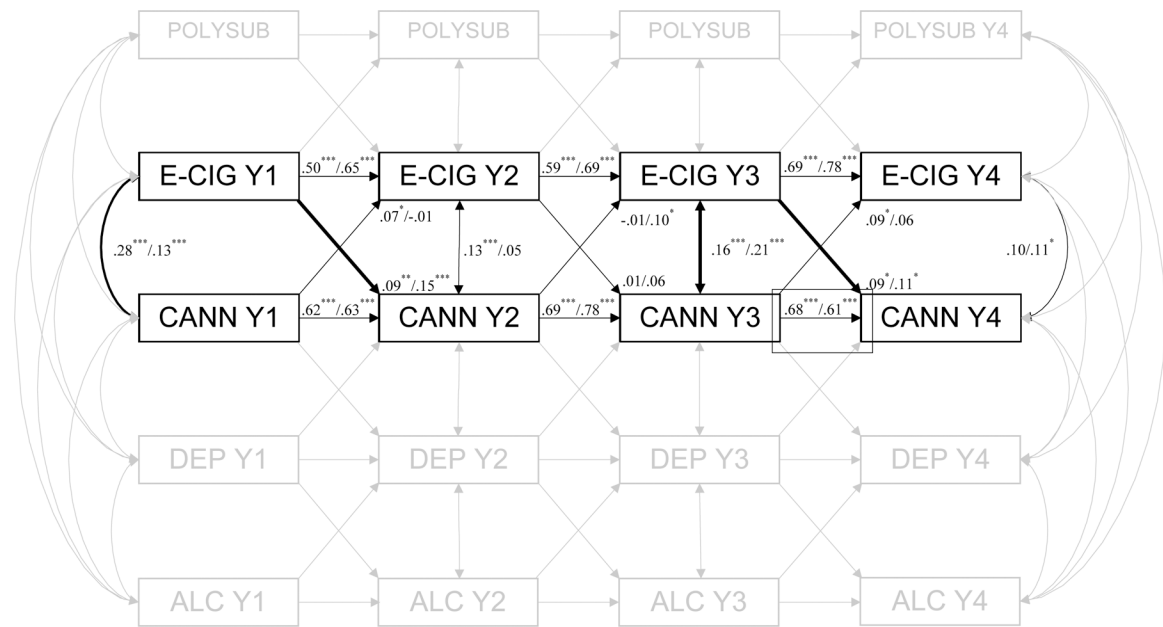 POLYSUB POLYSUB POLYSUB POLYSUB Y4
E-CIG Y1 .50***/.65*** E-CIG Y2 .59***/.69*** E-CIG Y3 .69***/.78*** E-CIG Y4
.07*/-.01 -.01/.10* .09*/.06
.28***/.13*** .13***/.05 .16***/.21*** .10/.11*
.09**/.15*** .01/.06 .09*/.11*
CANN Y1 .62***/.63*** CANN Y2 .69***/.78*** CANN Y3 .68***/.61*** CANN Y4
DEP Y1 DEP Y2 DEP Y3 DEP Y4
ALC Y1 ALC Y2 ALC Y3 ALC Y4